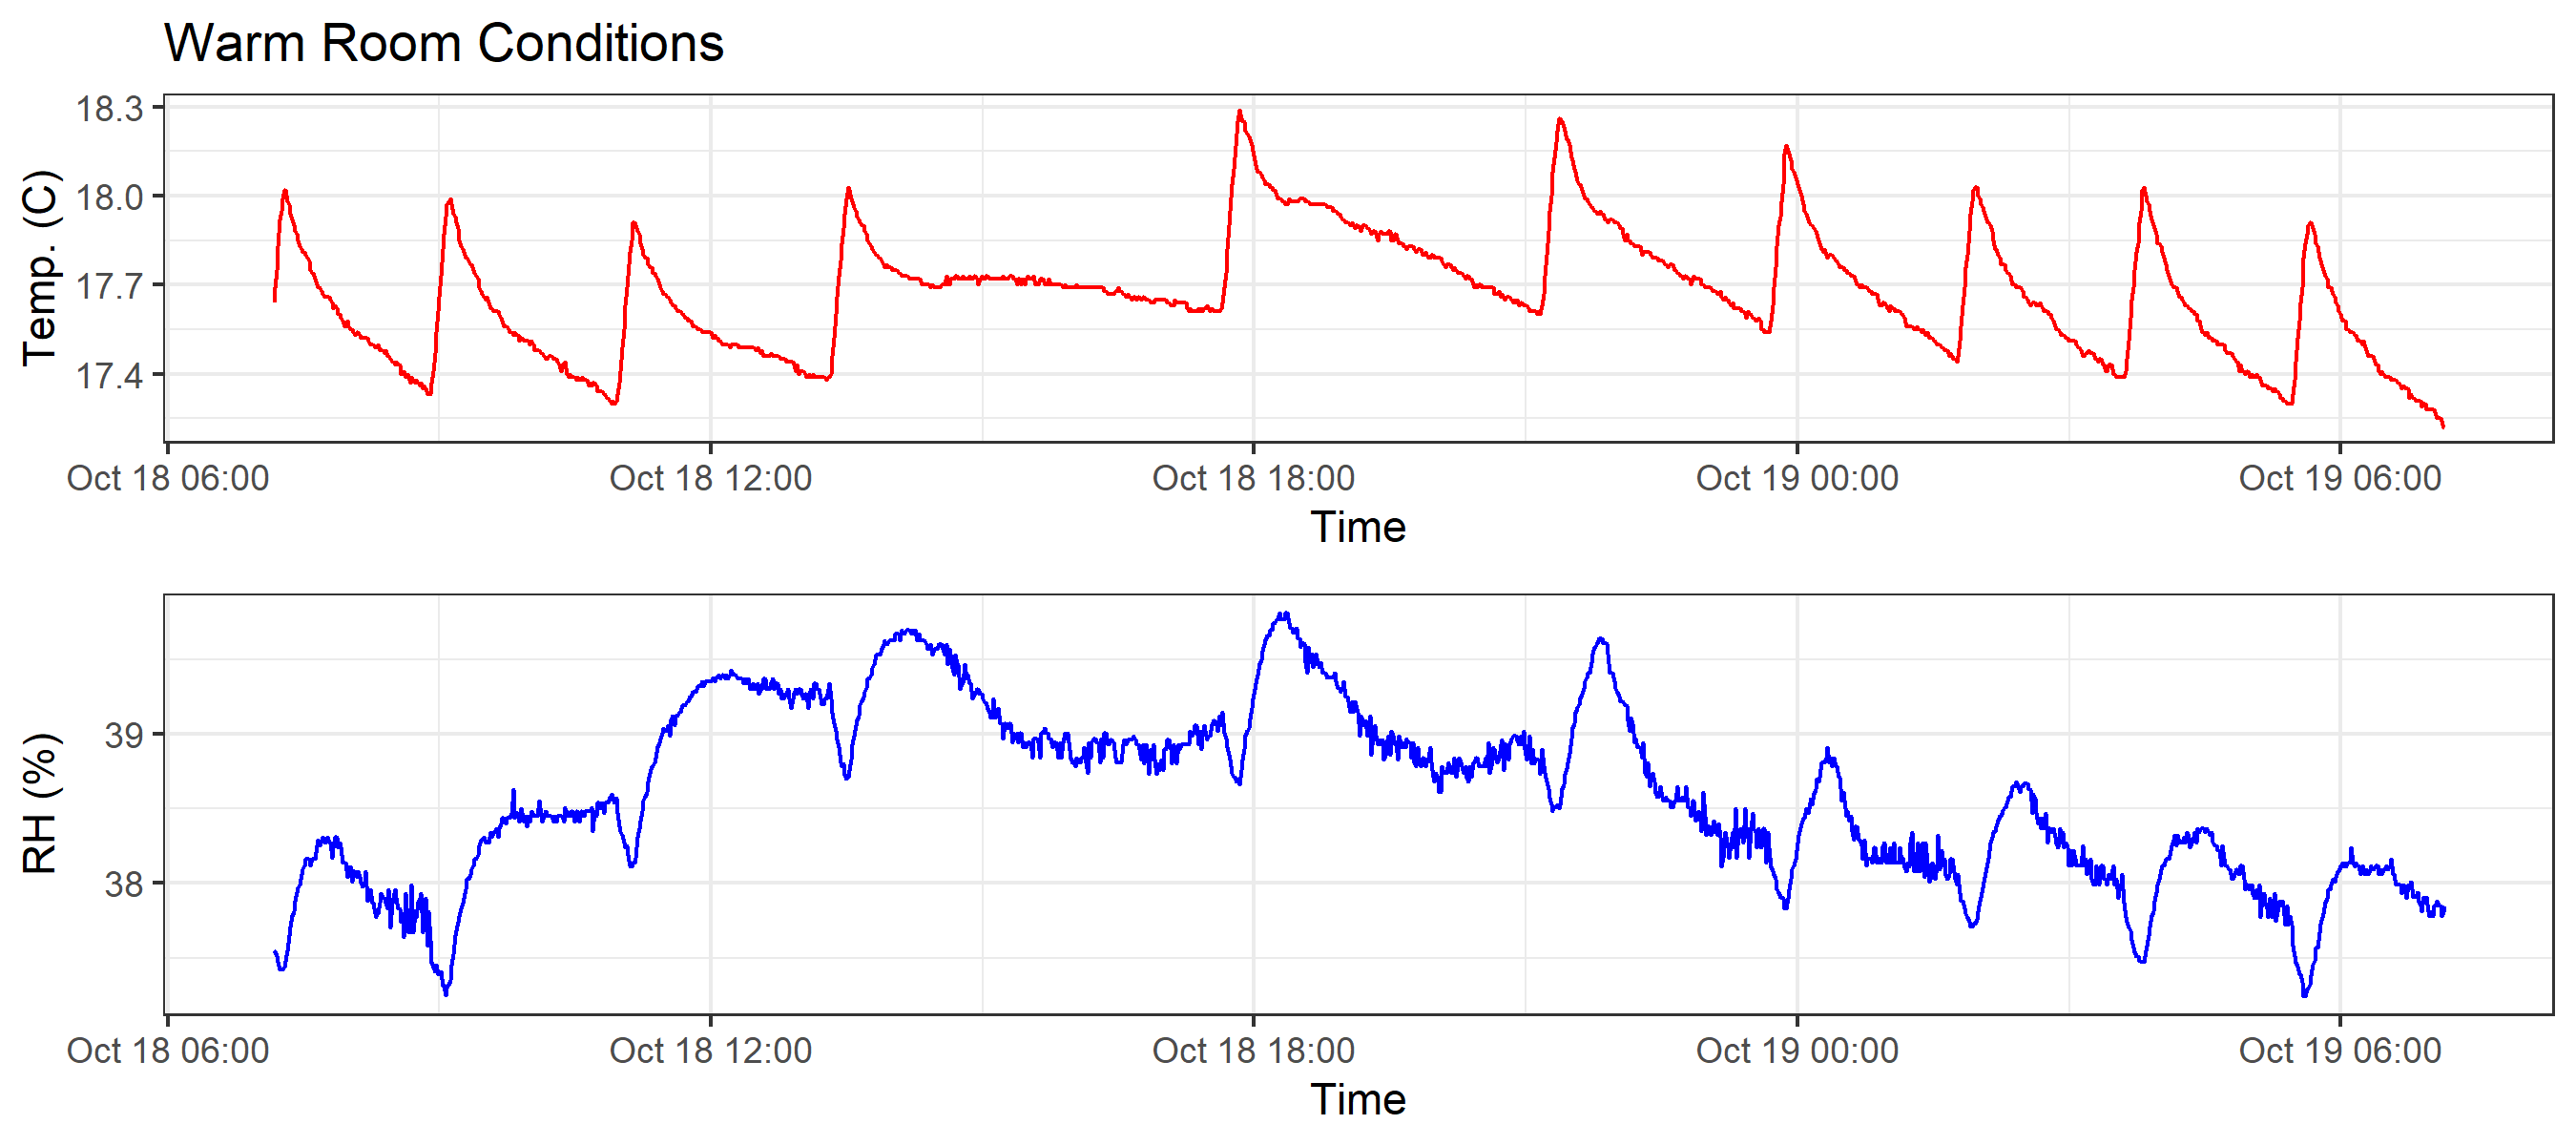 Warm Room Conditions
Temp. (C)
18.3
18.0
17.7
17.4
Oct 18 06:00 Oct 18 12:00 Oct 18 18:00 Oct 19 00:00 Oct 19 06:00
Time
RH (%)
39
38
Oct 18 06:00 Oct 18 12:00 Oct 18 18:00 Oct 19 00:00 Oct 19 06:00
Time